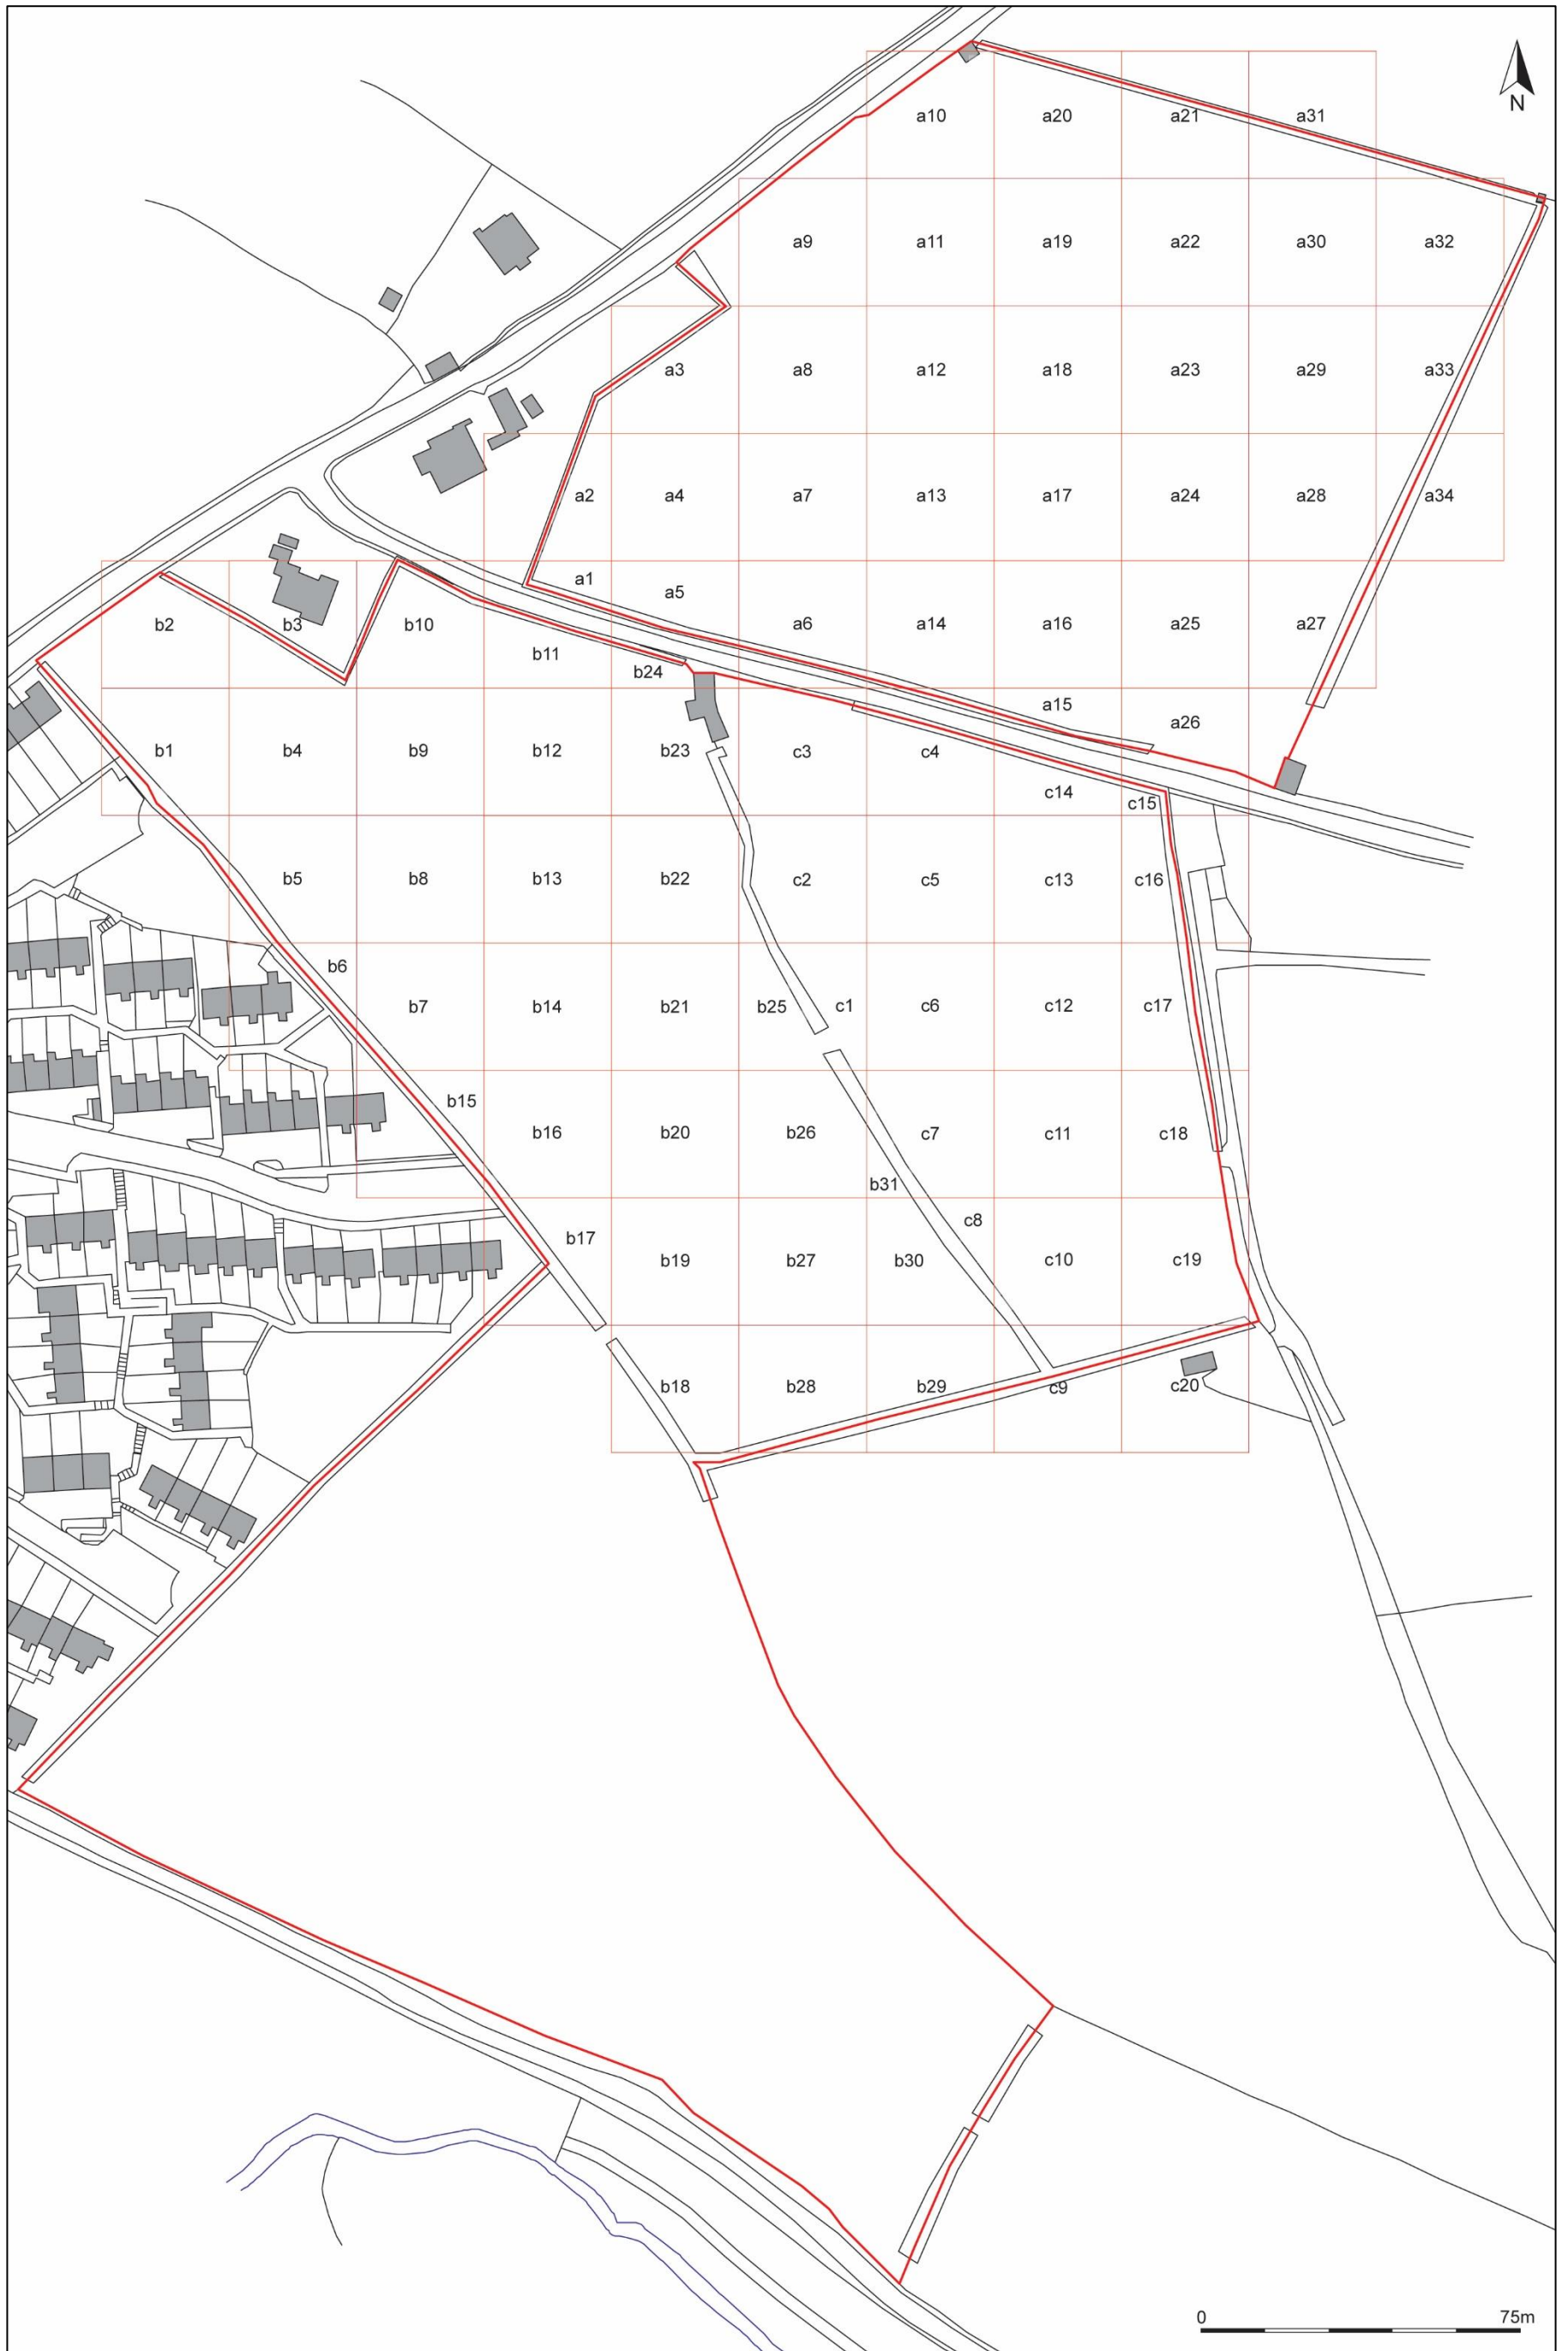 N
a10 a20 a21 a31
a9 a11 a19 a22 a30 a32
a3 a8 a12 a18 a23 a29 a33
a2 a4 a7 a13 a17 a24 a28 a34
a1 a5
b2 b3 b10 a6 a14 a16 a25 a27
b11
b24
a15 a26
b1 b4 b9 b12 b23 c3 c4
c14 c15
b5 b8 b13 b22 c2 c5 c13 c16
b6
b7 b14 b21 b25 c1 c6 c12 c17
b15
b16 b20 b26 c7 c11 c18
b31
b17 c8
b19 b27 b30 c10 c19
b18 b28 b29 c9 c20
0 75m